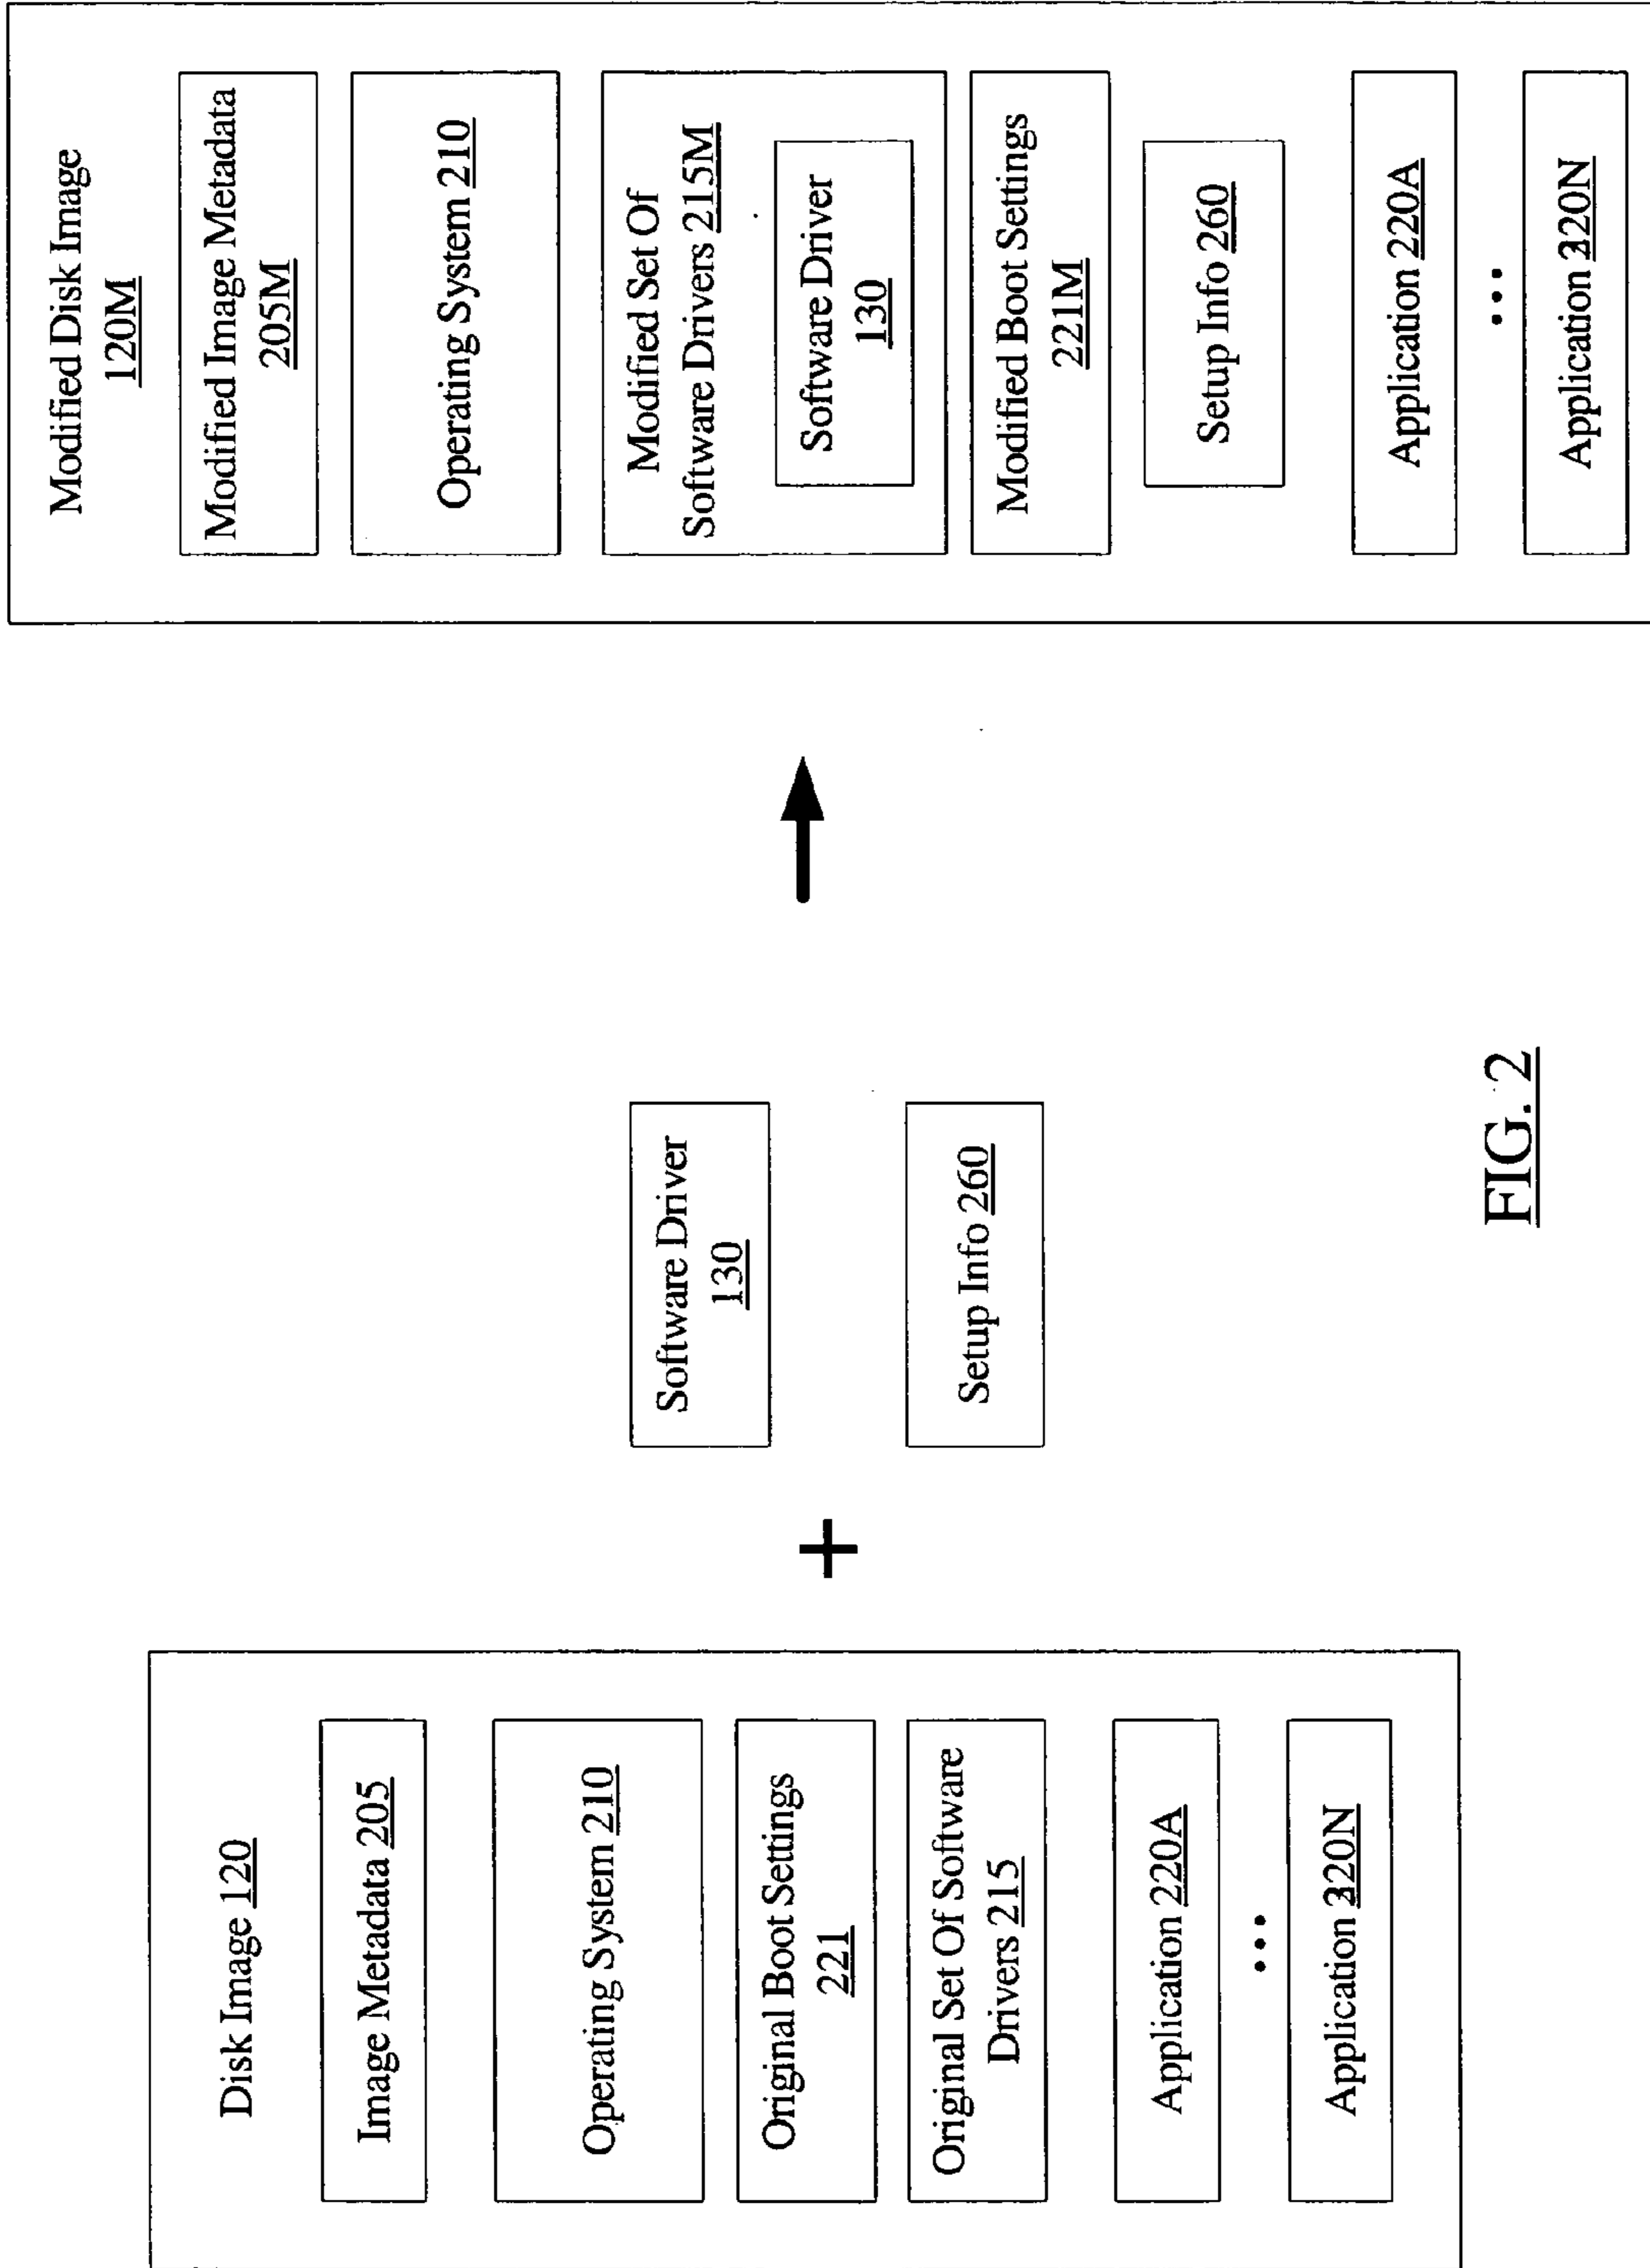 Disk Image 120
Image Metadata 205
Operating System 210
Original Boot Settings
221
Original Set Of Software
Drivers 215
Application 220A
...
Application 220N
+
Software Driver
130
Setup Info 260
Modified Disk Image
120M
Modified Image Metadata
205M
Operating System 210
Modified Set Of
Software Drivers 215M
Software Driver
130
Modified Boot Settings
221M
Setup Info 260
Application 220A
...
Application 220N
FIG. 2